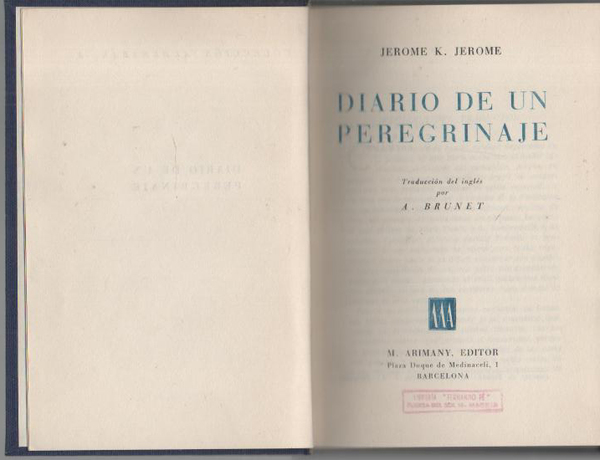 JEROME K. JEROME
DIARIO DE UN
PEREGRINAJE
Traducción del inglés
por
A. BRUNET
M. ARIMANY, EDITOR
Plaza Duque de Medinaceli, 1
BARCELONA